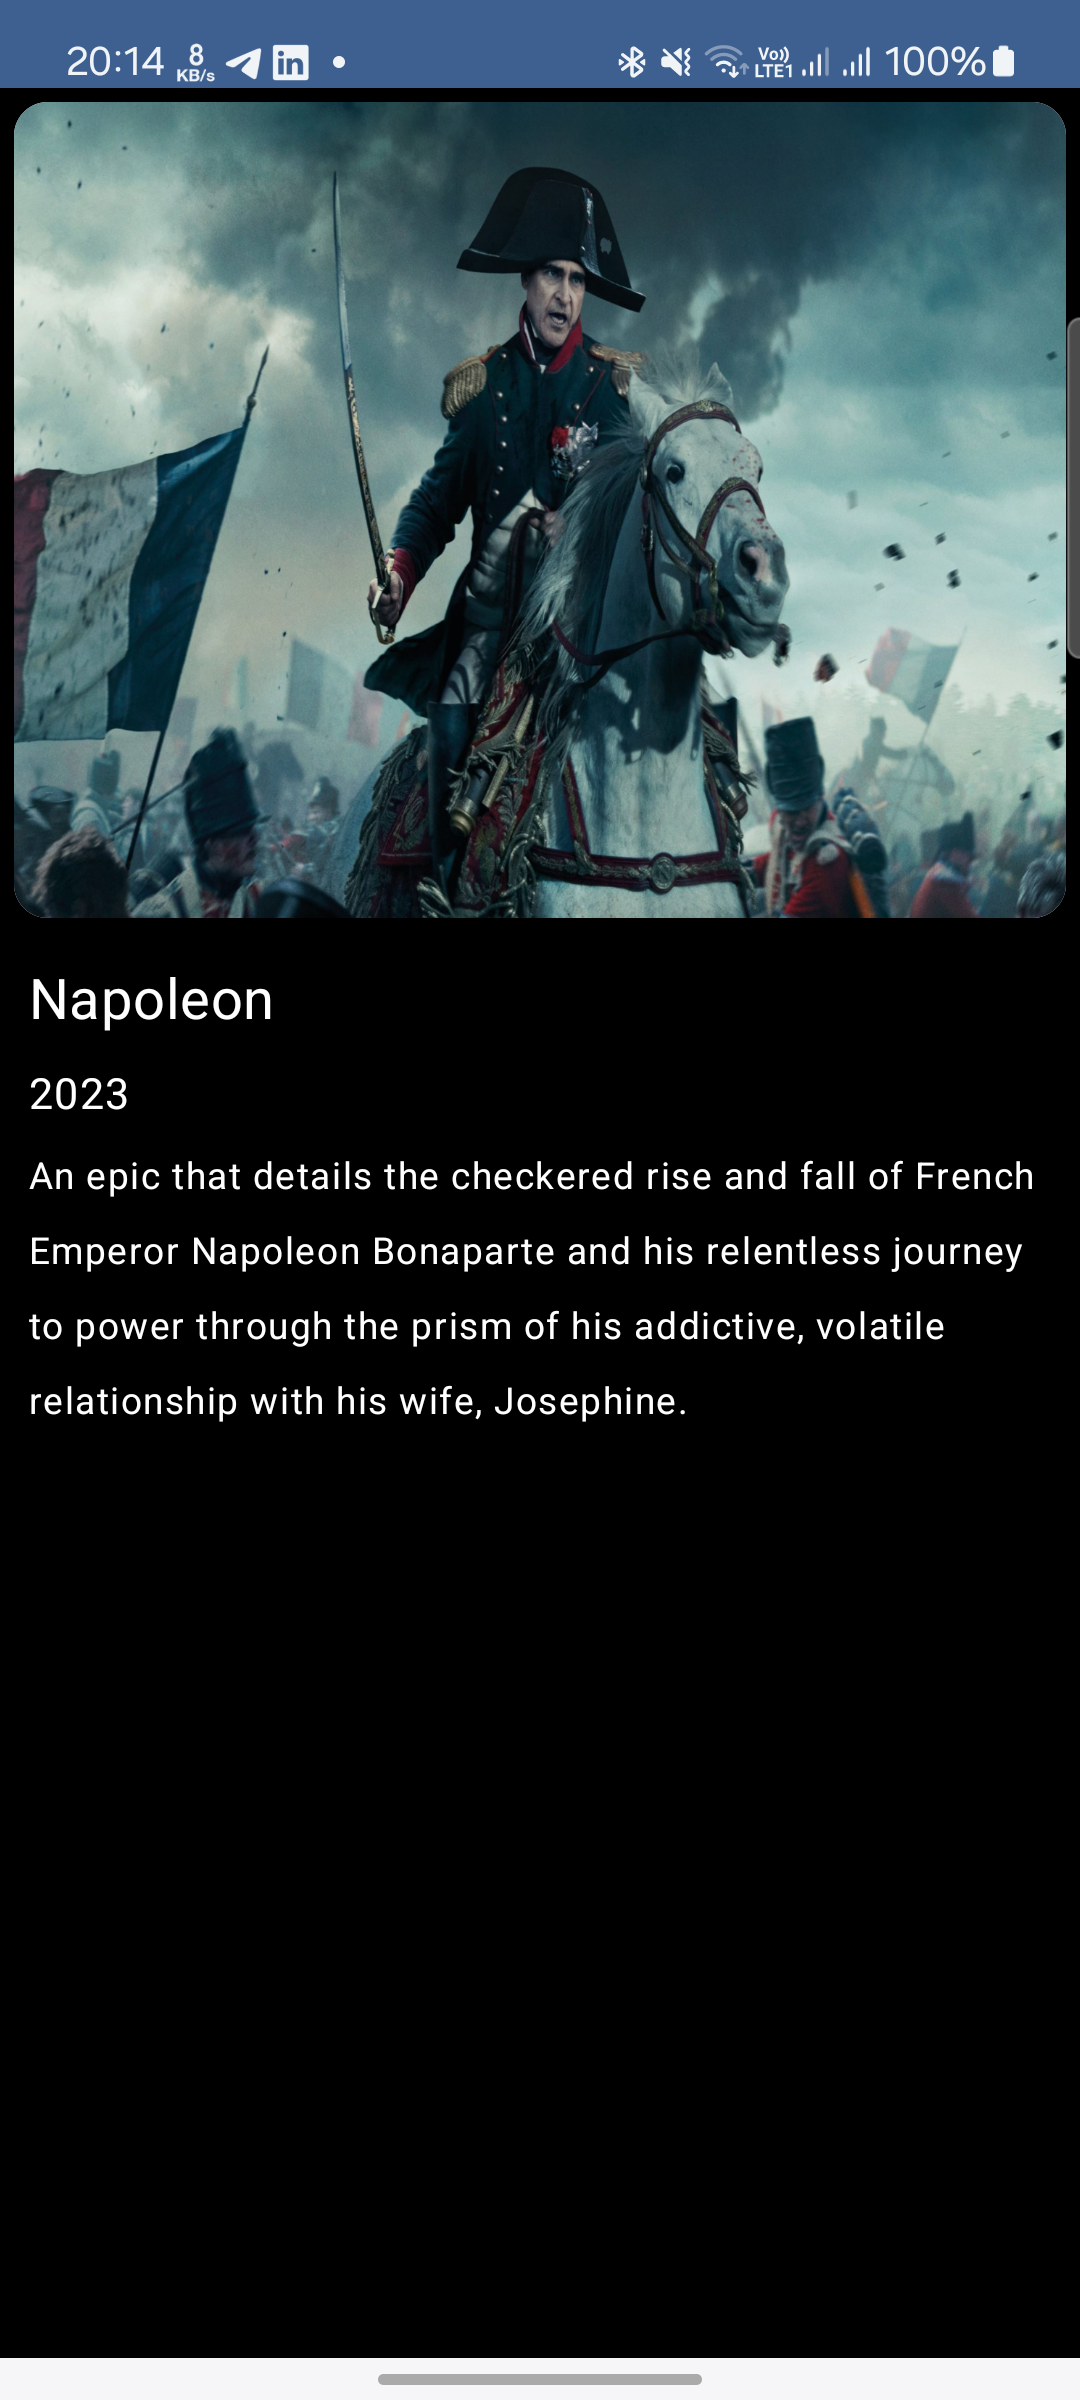 20:14 8 KB/s in Vo)) LTE1 100%
Napoleon
2023
An epic that details the checkered rise and fall of French
Emperor Napoleon Bonaparte and his relentless journey
to power through the prism of his addictive, volatile
relationship with his wife, Josephine.